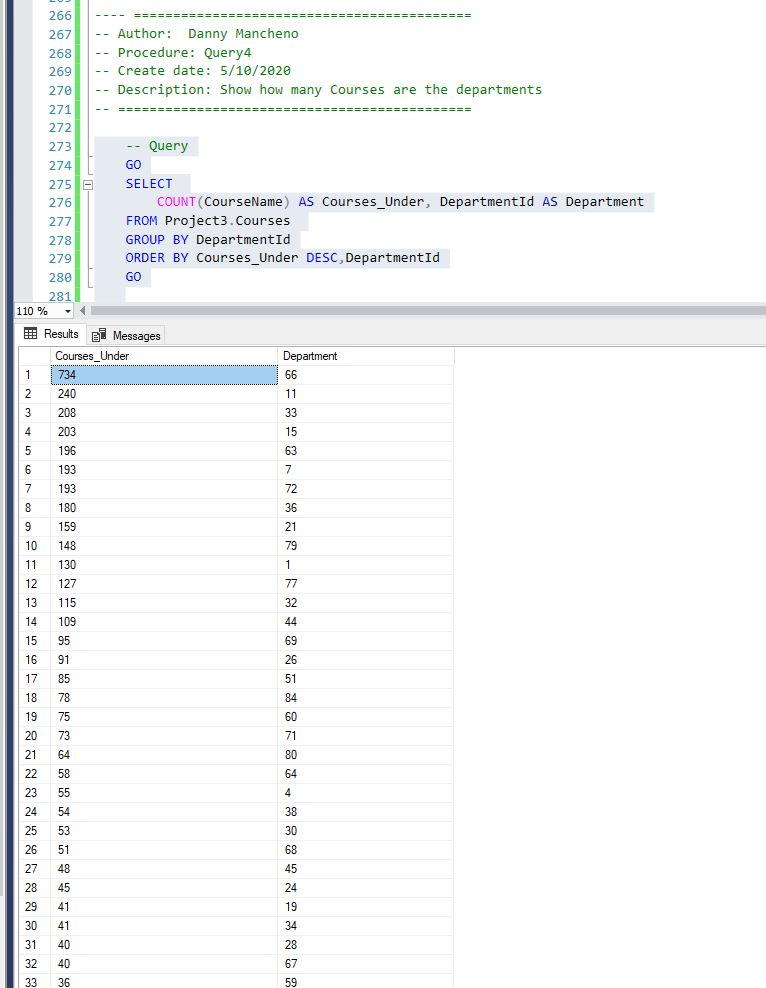 266 ---- ===========================================
267 -- Author:  Danny Mancheno
268 -- Procedure: Query4
269 -- Create date: 5/10/2020
270 -- Description: Show how many Courses are the departments
271 -- =============================================
272
273 -- Query
274 GO
275 SELECT
276 COUNT(CourseName) AS Courses_Under, DepartmentId AS Department
277 FROM Project3.Courses
278 GROUP BY DepartmentId
279 ORDER BY Courses_Under DESC,DepartmentId
280 GO
281
110 %
Results Messages
Courses_Under Department
1 734 66
2 240 11
3 208 33
4 203 15
5 196 63
6 193 7
7 193 72
8 180 36
9 159 21
10 148 79
11 130 1
12 127 77
13 115 32
14 109 44
15 95 69
16 91 26
17 85 51
18 78 84
19 75 60
20 73 71
21 64 80
22 58 64
23 55 4
24 54 38
25 53 30
26 51 68
27 48 45
28 45 24
29 41 19
30 41 34
31 40 28
32 40 67
33 36 59